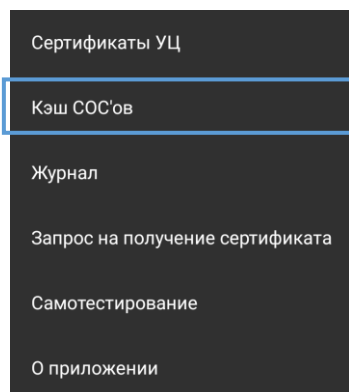 Сертификаты УЦ
Кэш СОС'ов
Журнал
Запрос на получение сертификата
Самотестирование
О приложении